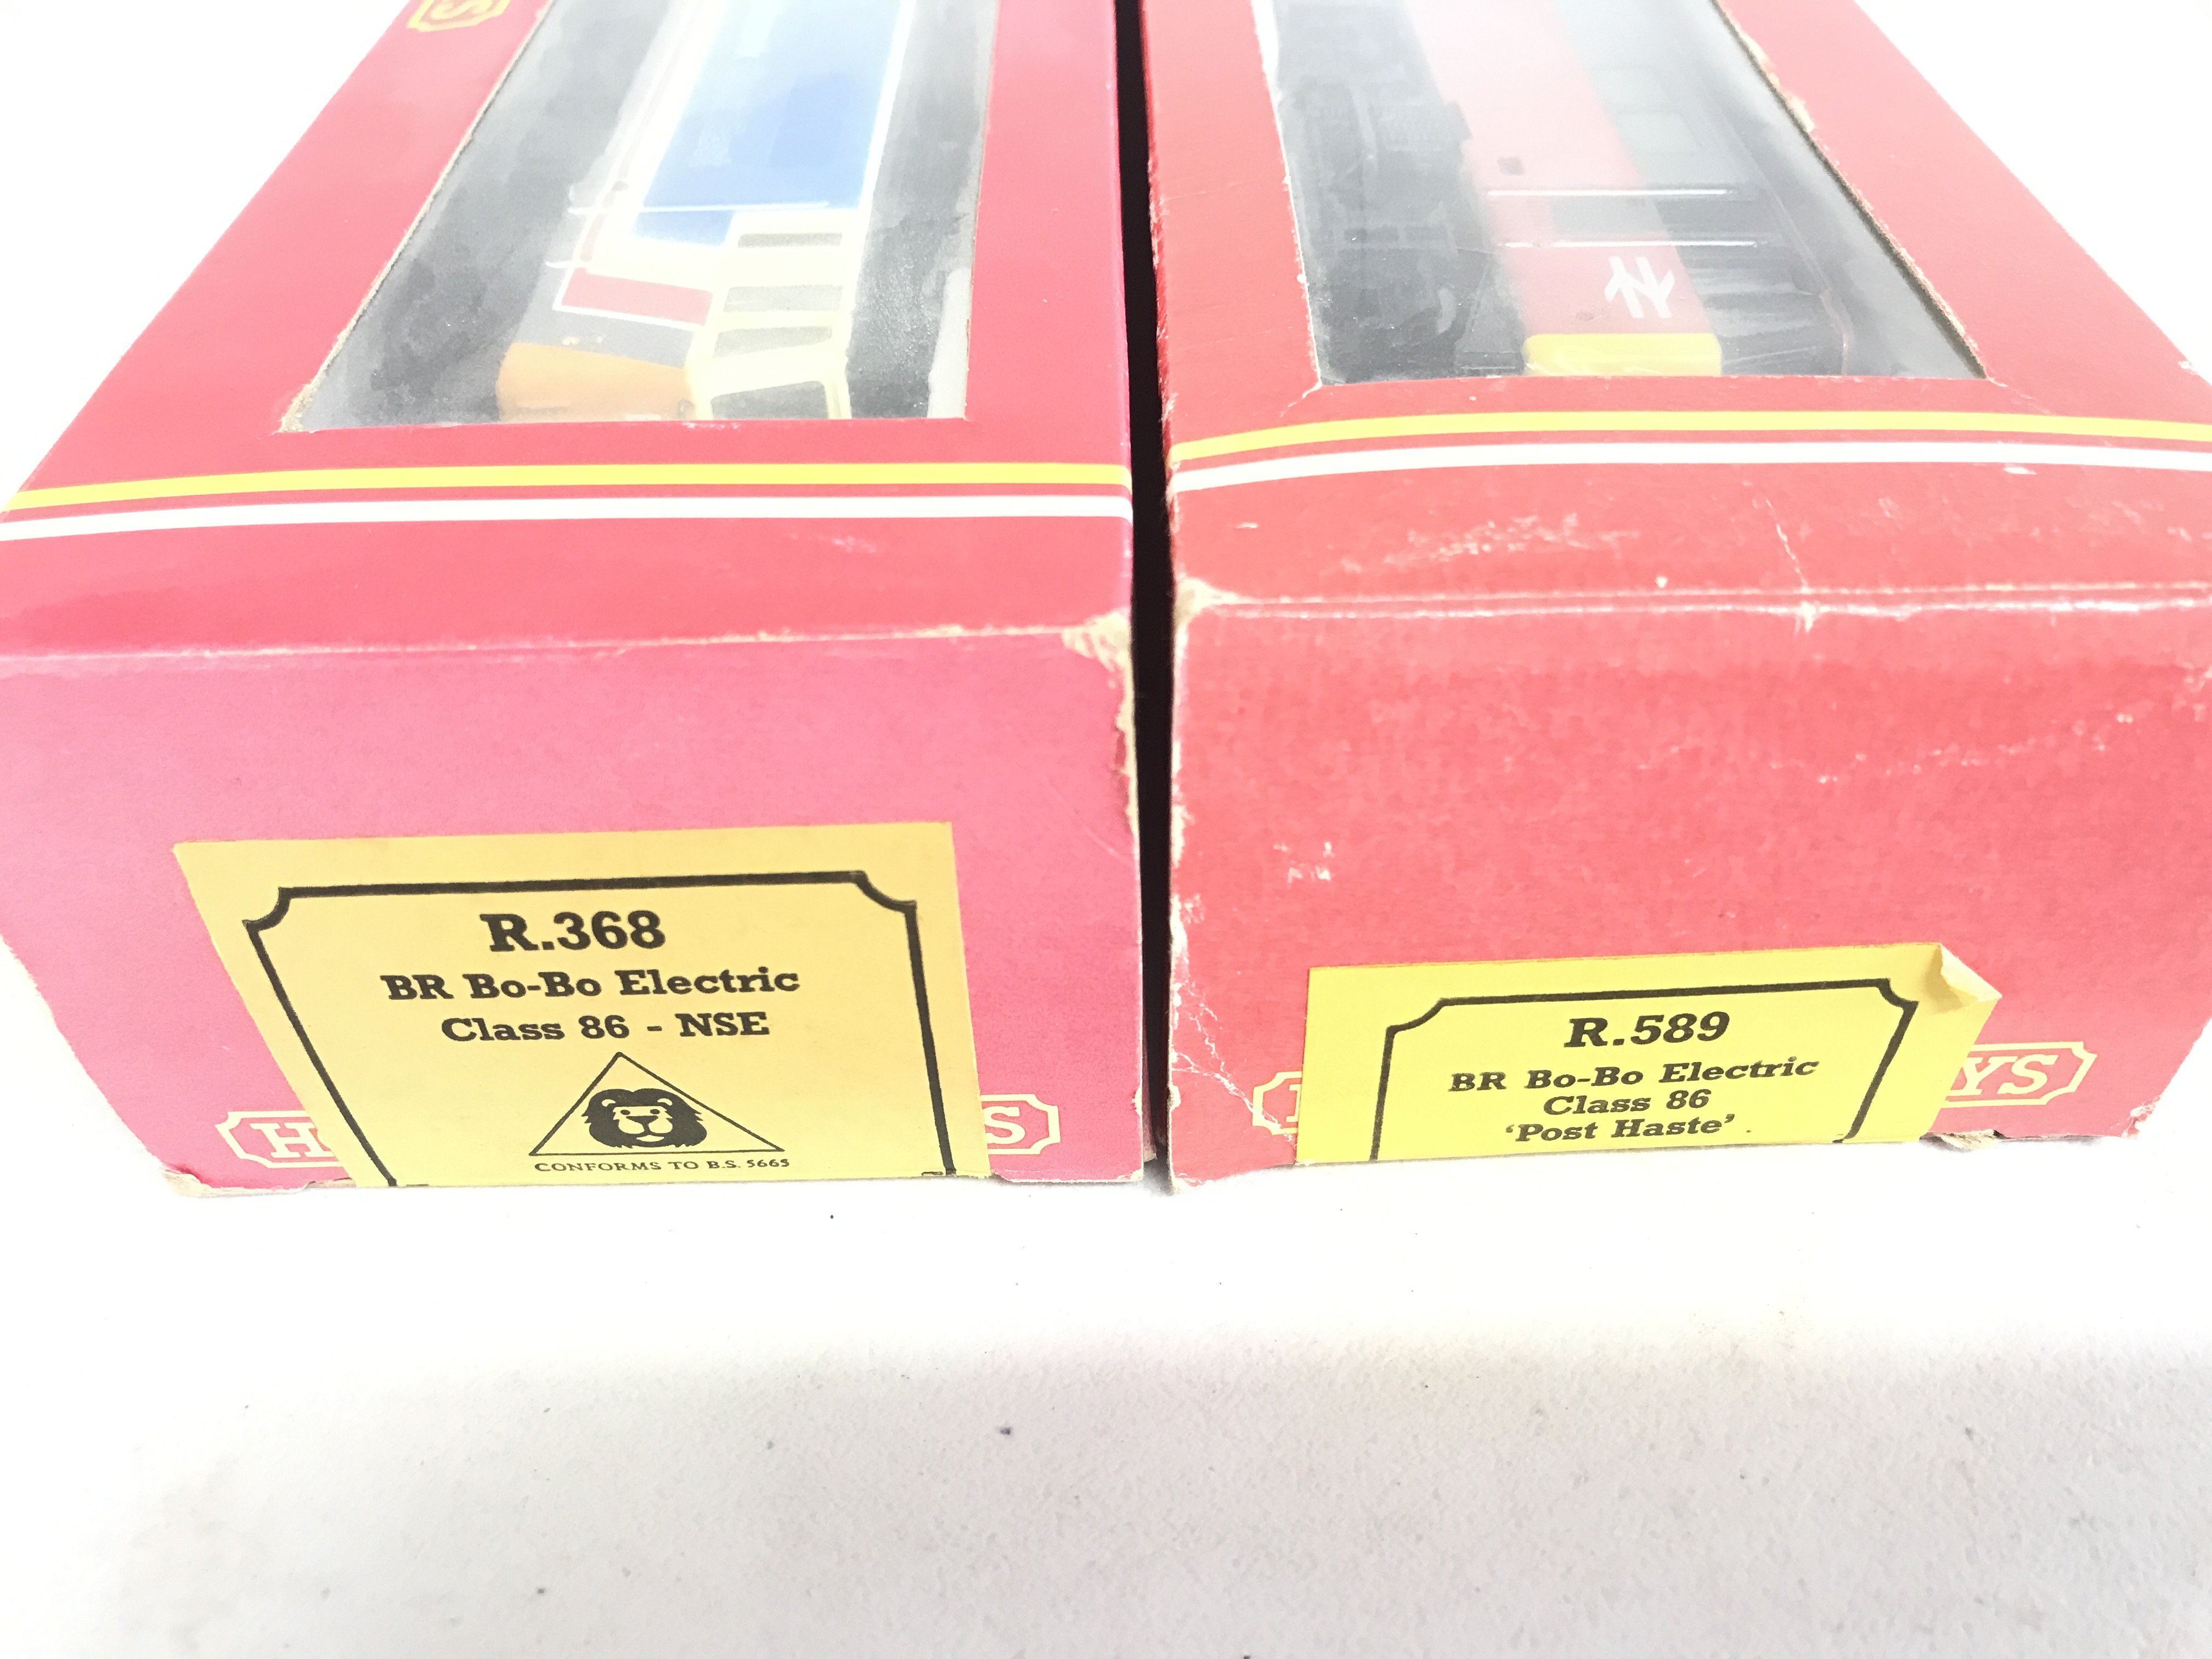 R.368
BR Bo-Bo Electric
Class 86 - NSE
CONFORMS TO B.S. 5665
R.589
BR Bo-Bo Electric
Class 86
'Post Haste'